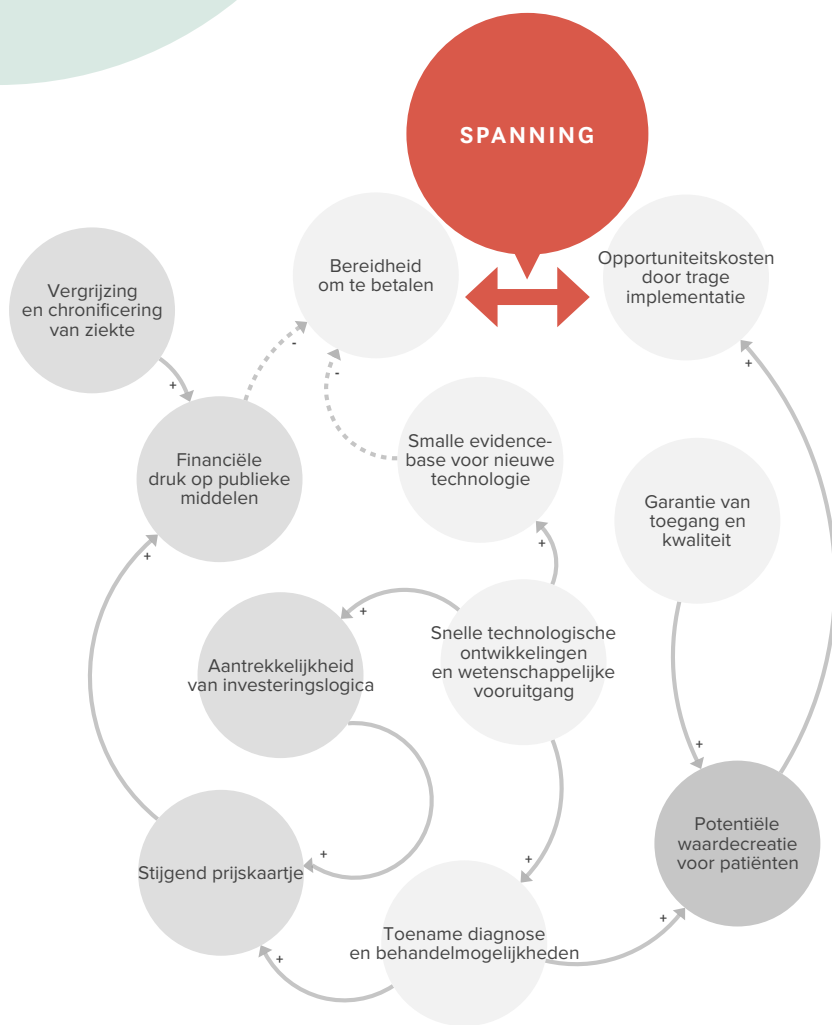 SPANNING
Bereidheid
om te betalen
Opportuniteitskosten
door trage
implementatie
Vergrijzing
en chronificering
van ziekte
+
-
-
+
Financiële
druk op publieke
middelen
Smalle evidence-
base voor nieuwe
technologie
Garantie van
toegang en
kwaliteit
+
+
+
Aantrekkelijkheid
van investeringslogica
Snelle technologische
ontwikkelingen
en wetenschappelijke
vooruitgang
+
Potentiële
waardecreatie
voor patiënten
+
+
Stijgend prijskaartje
+
Toename diagnose
en behandelmogelijkheden
+